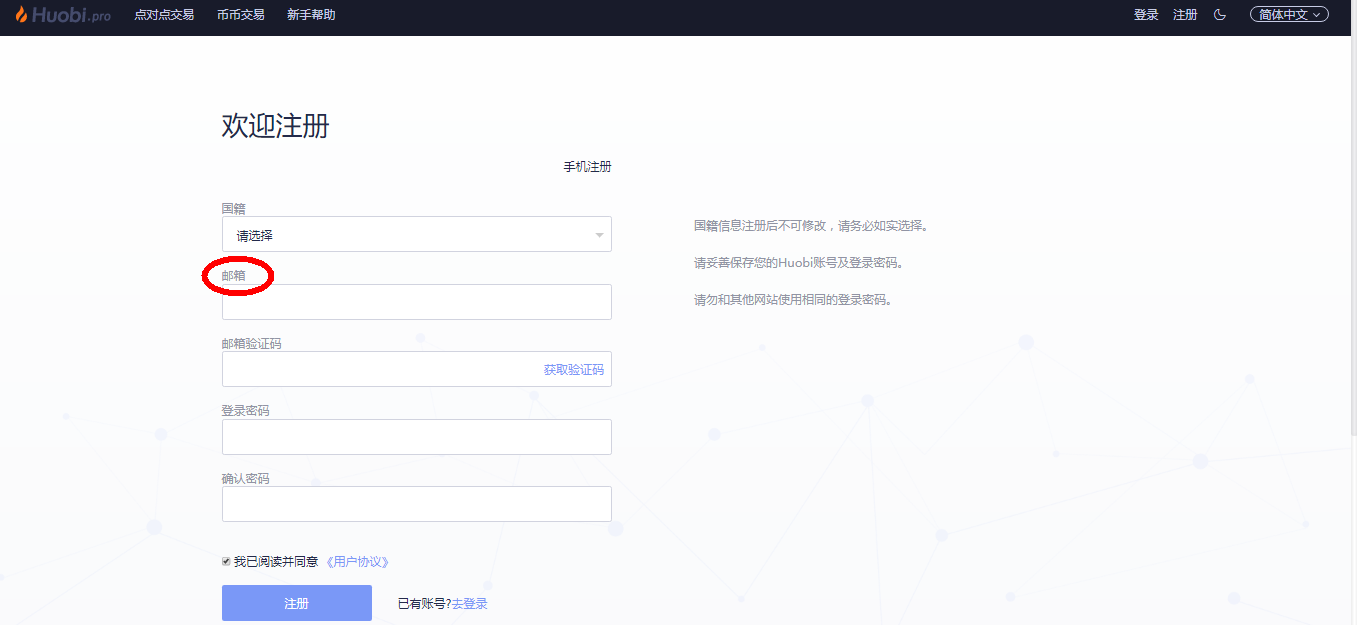 Huobi.pro 点对点交易 币币交易 新手帮助 登录 注册 简体中文
欢迎注册
手机注册
国籍
请选择
邮箱
邮箱验证码
获取验证码
登录密码
确认密码
我已阅读并同意 《用户协议》
注册 已有账号?去登录
国籍信息注册后不可修改，请务必如实选择。
请妥善保存您的Huobi账号及登录密码。
请勿和其他网站使用相同的登录密码。